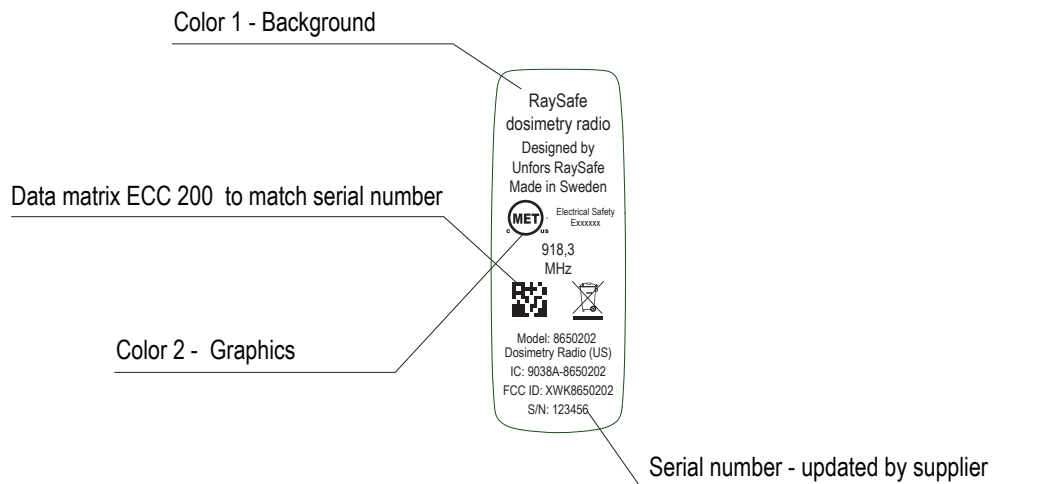 Color 1 - Background
RaySafe
dosimetry radio
Designed by
Unfors RaySafe
Made in Sweden
Data matrix ECC 200 to match serial number
MET
c us
Electrical Safety
Exxxxxx
918,3
MHz
Color 2 - Graphics
Model: 8650202
Dosimetry Radio (US)
IC: 9038A-8650202
FCC ID: XWK8650202
S/N: 123456
Serial number - updated by supplier